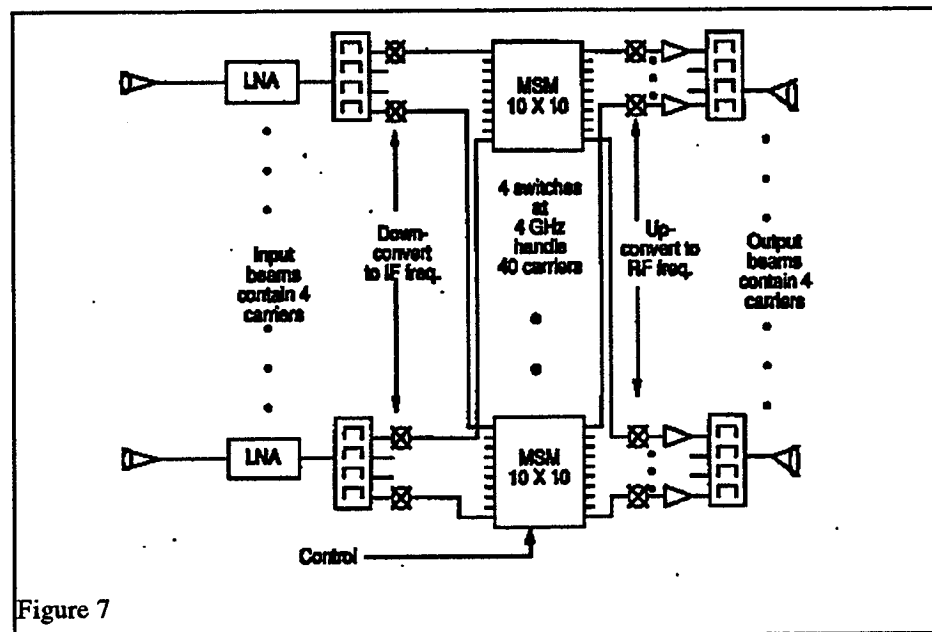 LNA
MSM
10 X 10
4 switches
at
4 GHz
handle
40 carriers
Down-
convert
to IF freq.
Input
beams
contain 4
carriers
Up-
convert to
RF freq.
Output
beams
contain 4
carriers
LNA
MSM
10 X 10
Control
Figure 7